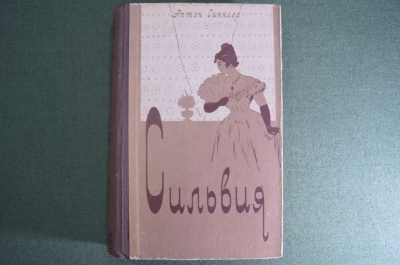 Эптон Синклер
Сильвия